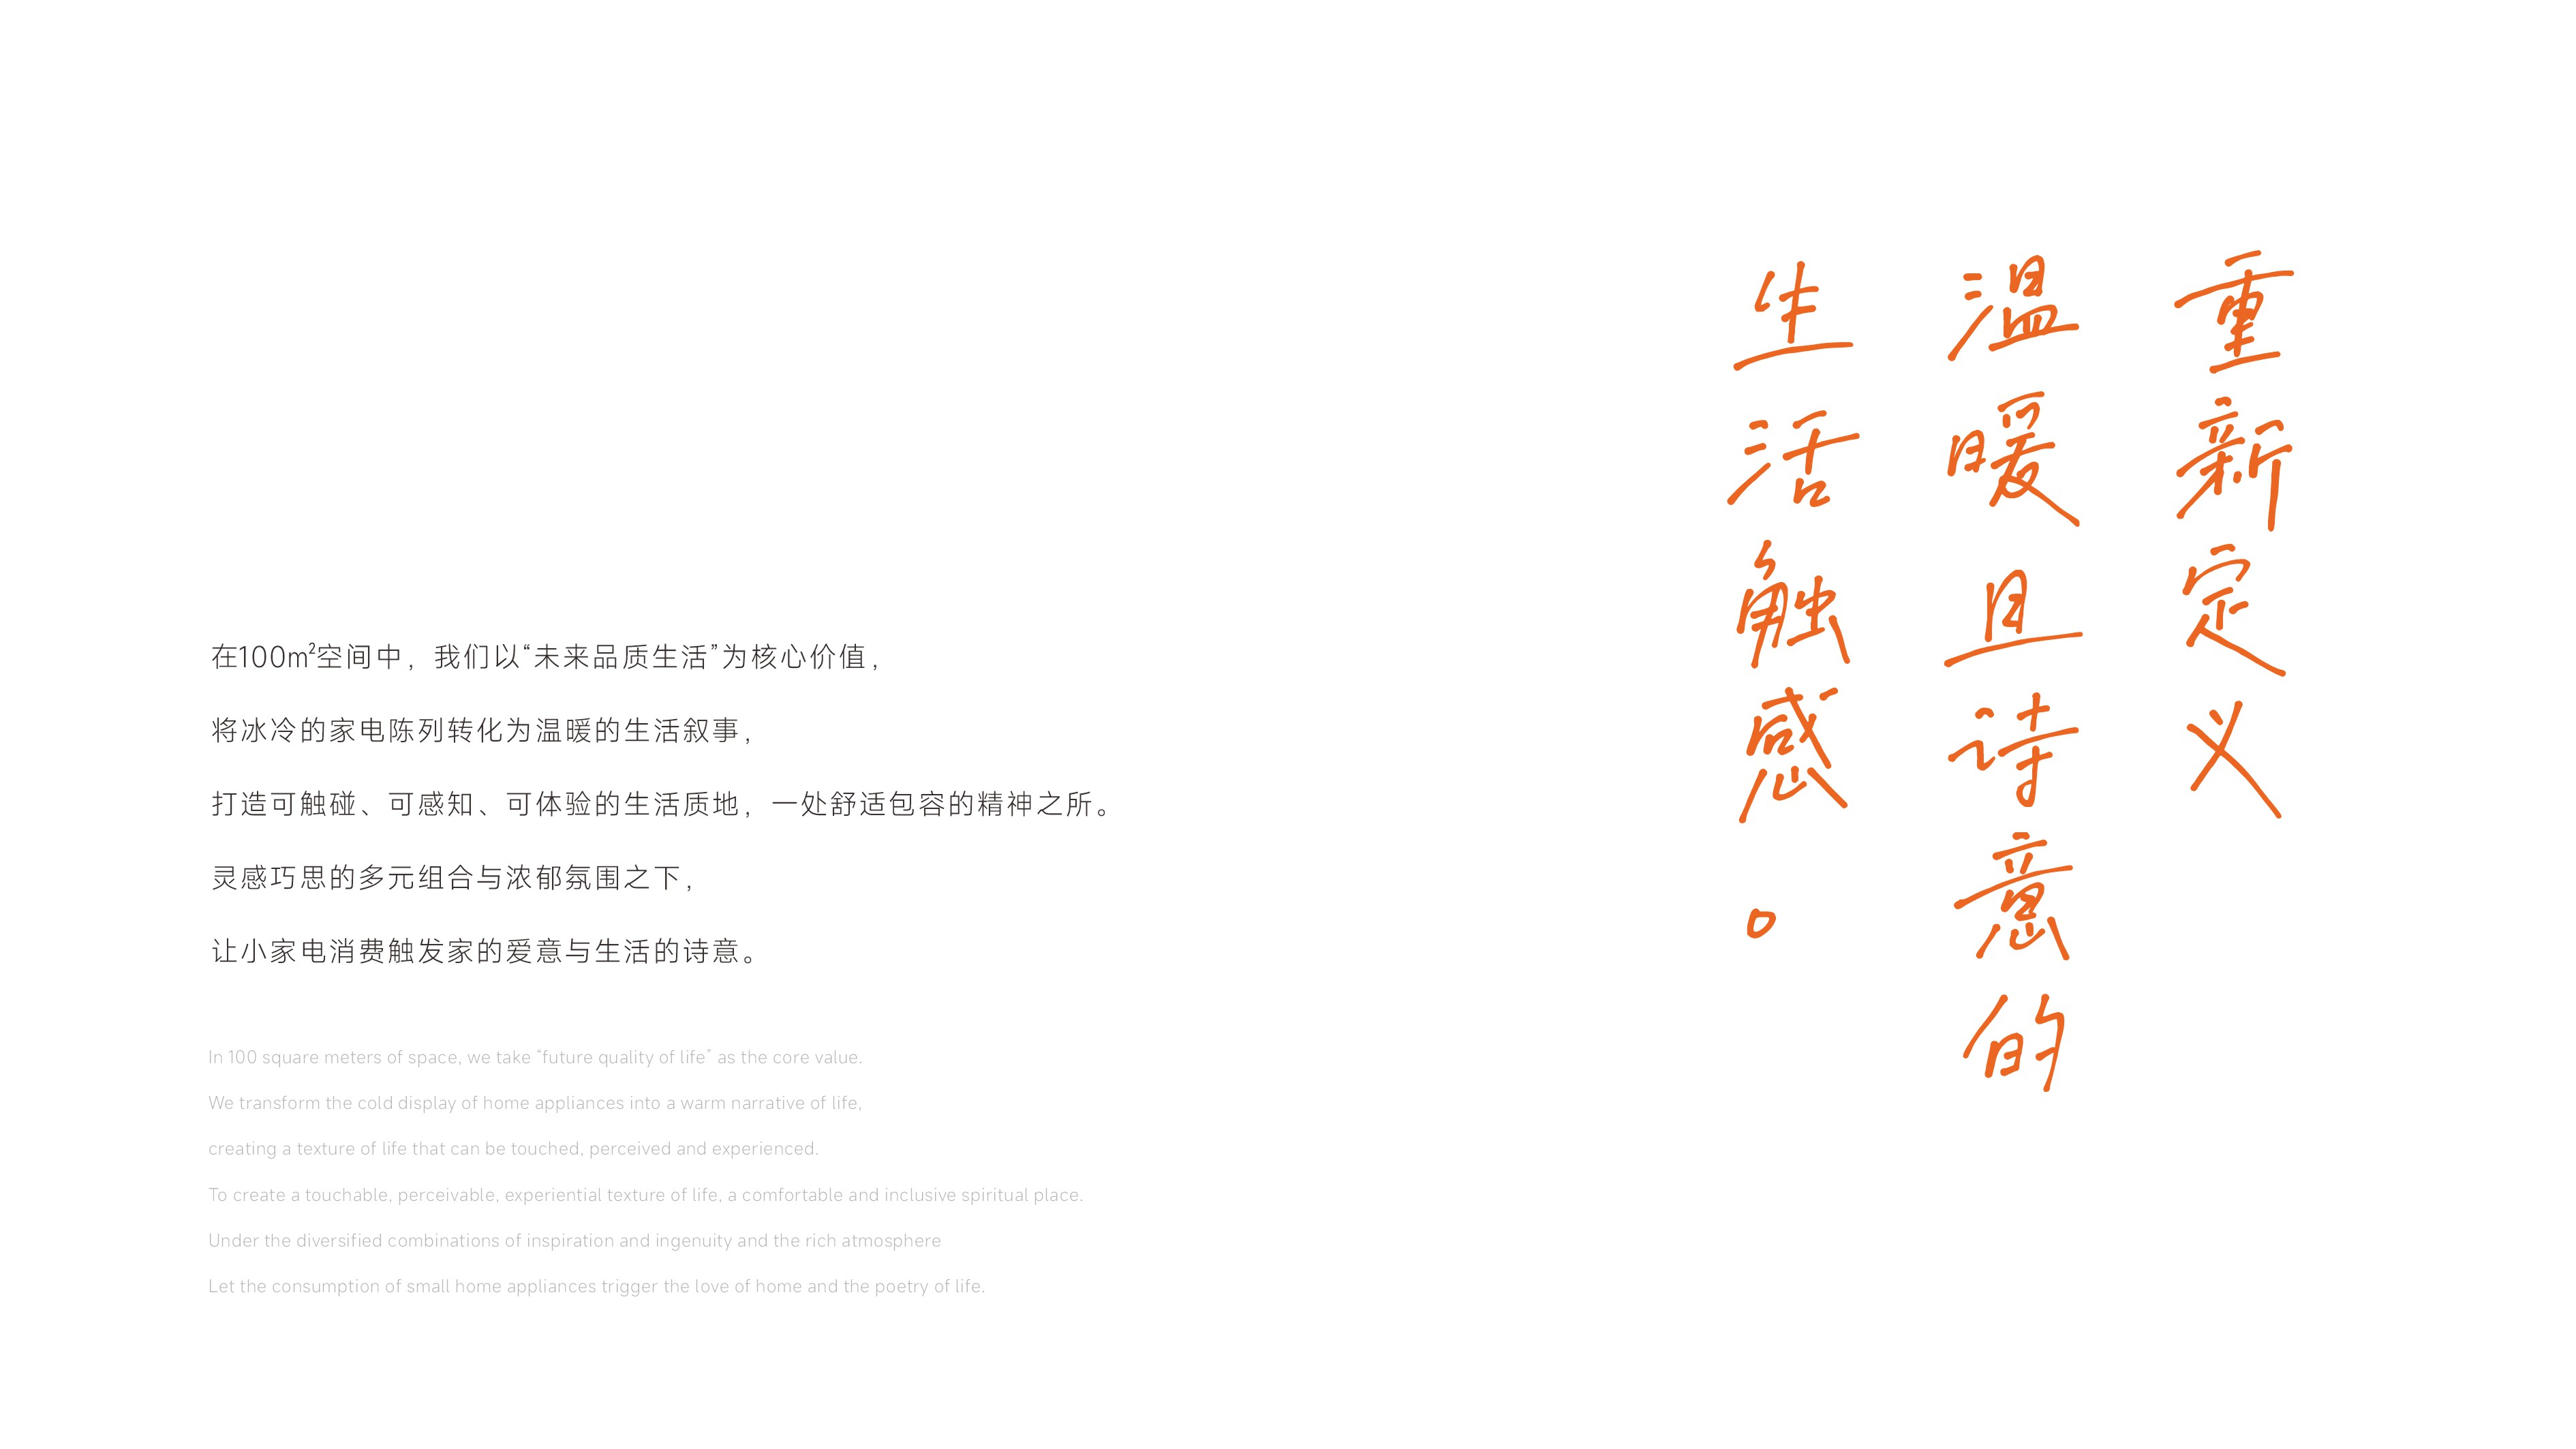 重新定义
温暖且诗意的
生活触感。
在100m²空间中，我们以“未来品质生活”为核心价值，
将冰冷的家电陈列转化为温暖的生活叙事，
打造可触碰、可感知、可体验的生活质地，一处舒适包容的精神之所。
灵感巧思的多元组合与浓郁氛围之下，
让小家电消费触发家的爱意与生活的诗意。
In 100 square meters of space, we take “future quality of life” as the core value.
We transform the cold display of home appliances into a warm narrative of life,
creating a texture of life that can be touched, perceived and experienced.
To create a touchable, perceivable, experiential texture of life, a comfortable and inclusive spiritual place.
Under the diversified combinations of inspiration and ingenuity and the rich atmosphere
Let the consumption of small home appliances trigger the love of home and the poetry of life.